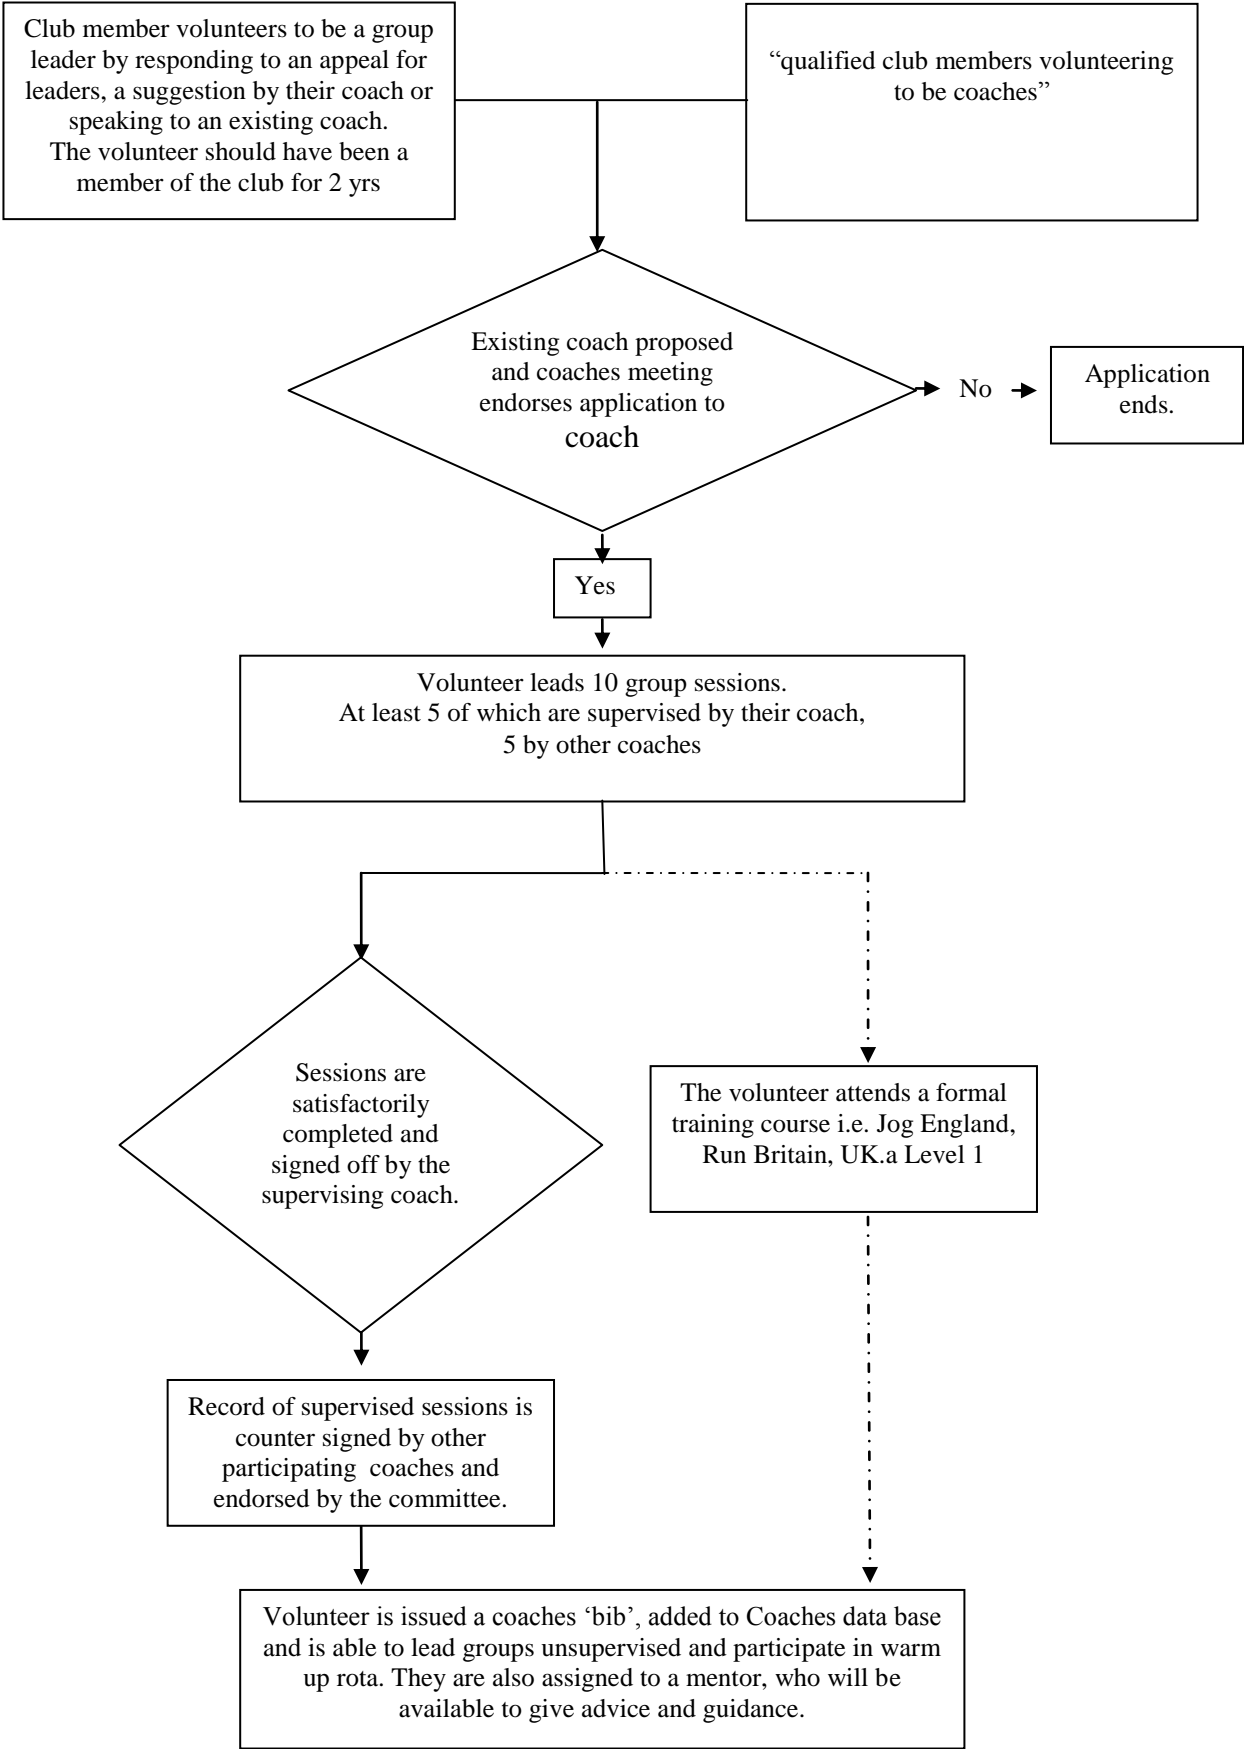 Club member volunteers to be a group
leader by responding to an appeal for
leaders, a suggestion by their coach or
speaking to an existing coach.
The volunteer should have been a
member of the club for 2 yrs
“qualified club members volunteering
to be coaches”
Existing coach proposed
and coaches meeting
endorses application to
coach
No
Application
ends.
Yes
Volunteer leads 10 group sessions.
At least 5 of which are supervised by their coach,
5 by other coaches
Sessions are
satisfactorily
completed and
signed off by the
supervising coach.
The volunteer attends a formal
training course i.e. Jog England,
Run Britain, UK.a Level 1
Record of supervised sessions is
counter signed by other
participating coaches and
endorsed by the committee.
Volunteer is issued a coaches ‘bib’, added to Coaches data base
and is able to lead groups unsupervised and participate in warm
up rota. They are also assigned to a mentor, who will be
available to give advice and guidance.